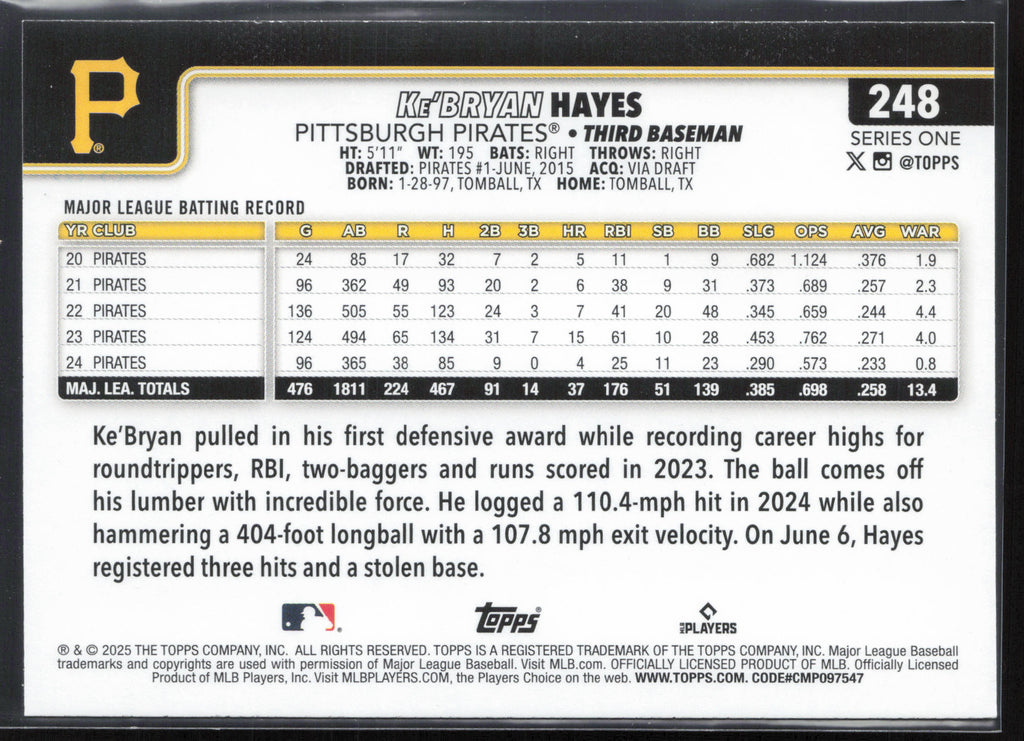 P®
KE'BRYAN HAYES
248
PITTSBURGH PIRATES® • THIRD BASEMAN
SERIES ONE
HT: 5'11" WT: 195 BATS: RIGHT THROWS: RIGHT
X @TOPPS
DRAFTED: PIRATES #1-JUNE, 2015 ACQ: VIA DRAFT
BORN: 1-28-97, TOMBALL, TX HOME: TOMBALL, TX
MAJOR LEAGUE BATTING RECORD
YR CLUB G AB R H 2B 3B HR RBI SB BB SLG OPS AVG WAR
20 PIRATES 24 85 17 32 7 2 5 11 1 9 .682 1.124 .376 1.9
21 PIRATES 96 362 49 93 20 2 6 38 9 31 .373 .689 .257 2.3
22 PIRATES 136 505 55 123 24 3 7 41 20 48 .345 .659 .244 4.4
23 PIRATES 124 494 65 134 31 7 15 61 10 28 .453 .762 .271 4.0
24 PIRATES 96 365 38 85 9 0 4 25 11 23 .290 .573 .233 0.8
MAJ. LEA. TOTALS 476 1811 224 467 91 14 37 176 51 139 .385 .698 .258 13.4
Ke'Bryan pulled in his first defensive award while recording career highs for
roundtrippers, RBI, two-baggers and runs scored in 2023. The ball comes off
his lumber with incredible force. He logged a 110.4-mph hit in 2024 while also
hammering a 404-foot longball with a 107.8 mph exit velocity. On June 6, Hayes
registered three hits and a stolen base.
® Topps® MLB PLAYERS
® & © 2025 THE TOPPS COMPANY, INC. ALL RIGHTS RESERVED. TOPPS IS A REGISTERED TRADEMARK OF THE TOPPS COMPANY, INC. Major League Baseball
trademarks and copyrights are used with permission of Major League Baseball. Visit MLB.com. OFFICIALLY LICENSED PRODUCT OF MLB. Officially Licensed
Product of MLB Players, Inc. Visit MLBPLAYERS.COM, the Players Choice on the web. WWW.TOPPS.COM. CODE#CMP097547